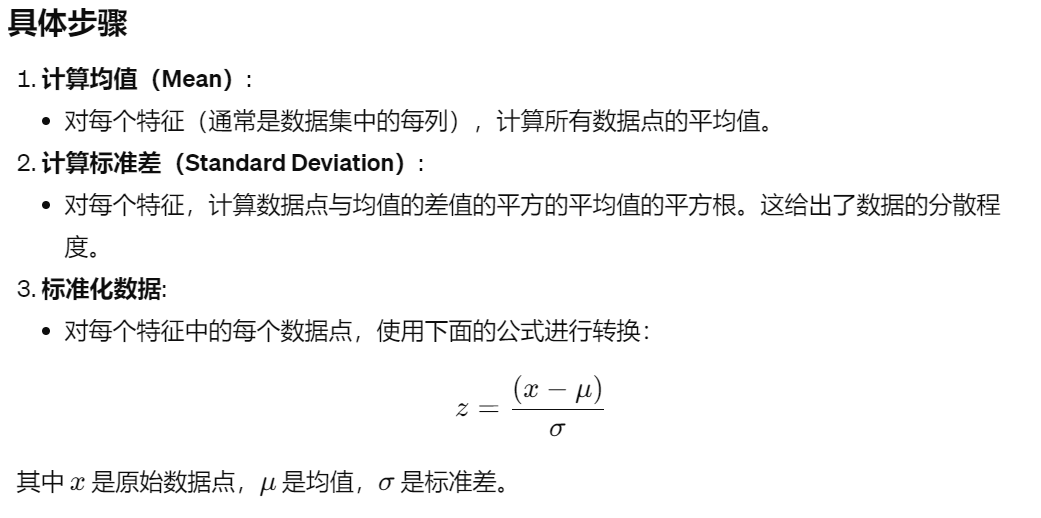 具体步骤
1. 计算均值（Mean）:
• 对每个特征（通常是数据集中的每列），计算所有数据点的平均值。
2. 计算标准差（Standard Deviation）:
• 对每个特征，计算数据点与均值的差值的平方的平均值的平方根。这给出了数据的分散程
度。
3. 标准化数据:
• 对每个特征中的每个数据点，使用下面的公式进行转换：
z = (x − μ) / σ
其中 x 是原始数据点，μ 是均值，σ 是标准差。